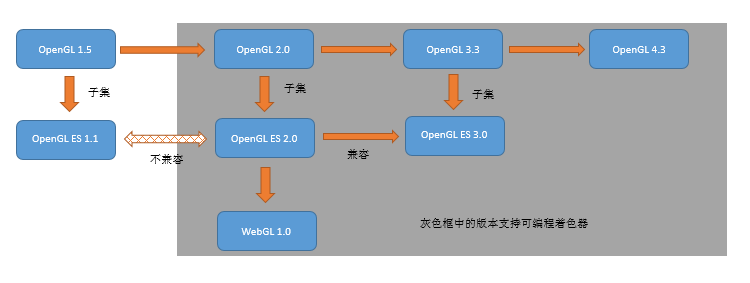 OpenGL 1.5
OpenGL 2.0
OpenGL 3.3
OpenGL 4.3
子集
子集
子集
OpenGL ES 1.1
不兼容
OpenGL ES 2.0
兼容
OpenGL ES 3.0
WebGL 1.0
灰色框中的版本支持可编程着色器